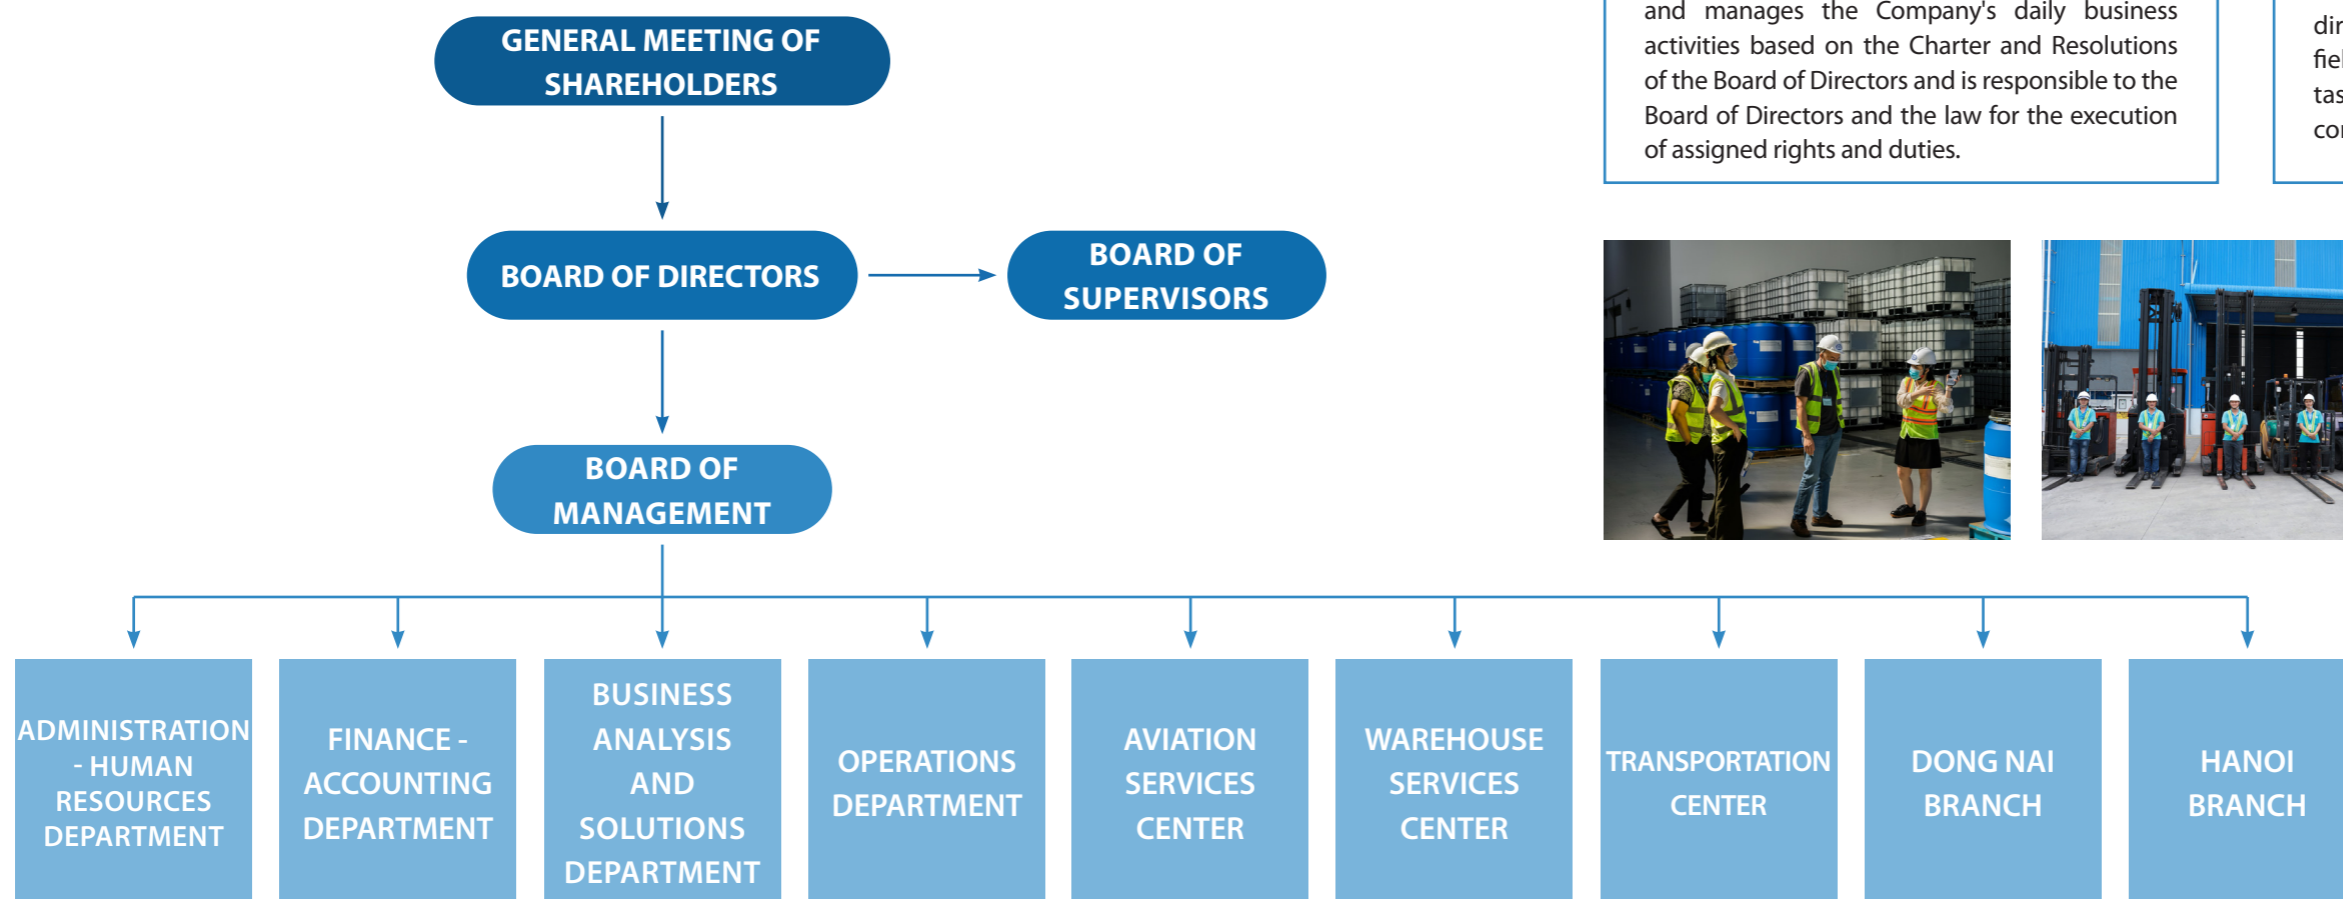 GENERAL MEETING OF
SHAREHOLDERS
BOARD OF DIRECTORS
BOARD OF
SUPERVISORS
BOARD OF
MANAGEMENT
ADMINISTRATION
- HUMAN
RESOURCES
DEPARTMENT
FINANCE -
ACCOUNTING
DEPARTMENT
BUSINESS
ANALYSIS
AND
SOLUTIONS
DEPARTMENT
OPERATIONS
DEPARTMENT
AVIATION
SERVICES
CENTER
WAREHOUSE
SERVICES
CENTER
TRANSPORTATION
CENTER
DONG NAI
BRANCH
HANOI
BRANCH
and manages the Company's daily business
activities based on the Charter and Resolutions
of the Board of Directors and is responsible to the
Board of Directors and the law for the execution
of assigned rights and duties.